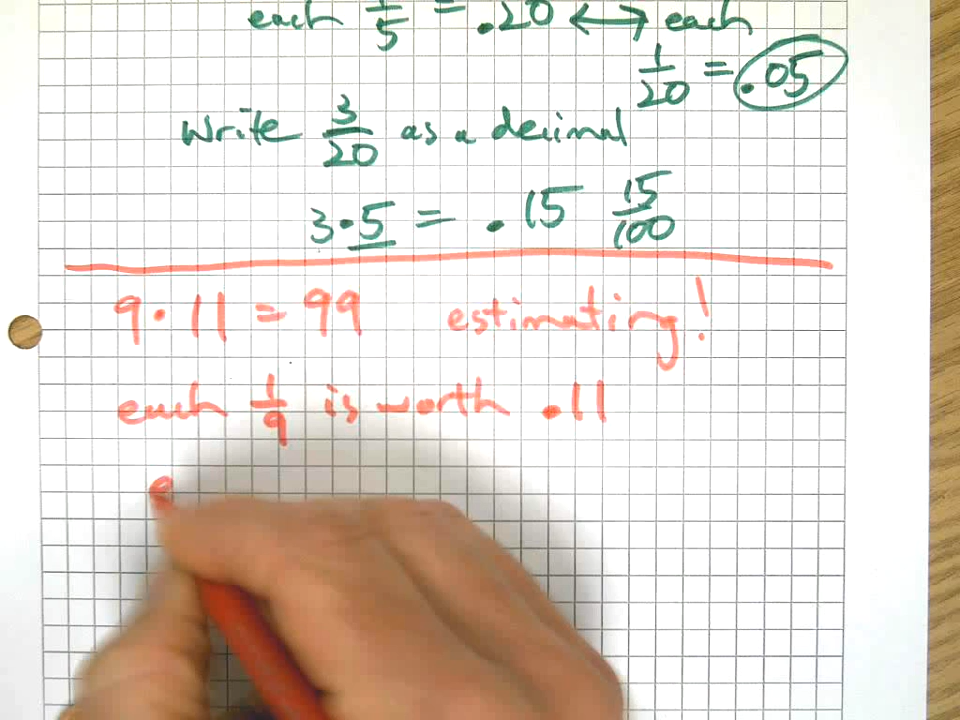 each 1/5 = .20 ↔ each
1/20 = .05
Write 3/20 as a decimal
3 · 5 = .15 15/100
9 · 11 = 99 estimating!
each 1/9 is worth .11